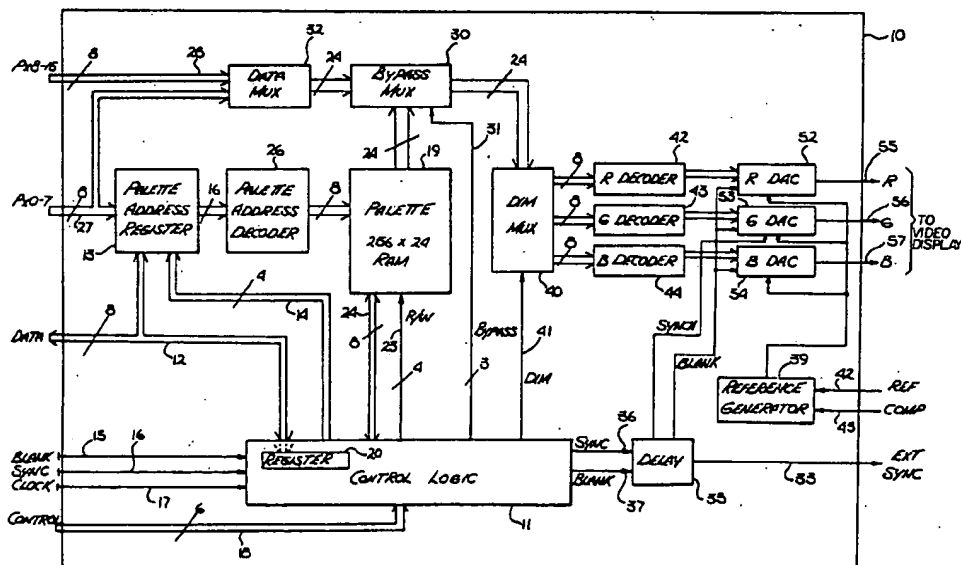 32
30
10
Px8-15
8
28
DATA MUX
24
BYPASS MUX
24
31
24
26
19
42
52
55
Px0-7
8
27
PALETTE ADDRESS REGISTER
16
PALETTE ADDRESS DECODER
8
PALETTE 256 x 24 RAM
DIM MUX
8
R DECODER
R DAC
R
43
53
56
8
G DECODER
G DAC
G
TO VIDEO DISPLAY
57
8
B DECODER
B DAC
B
13
40
44
54
4
14
24
8
R/W
23
BYPASS
41
SYNCH
BLANK
39
DATA
8
12
4
3
DIM
REFERENCE GENERATOR
42
REF
45
COMP
BLANK
15
SYNC
16
CLOCK
17
REGISTER
20
CONTROL LOGIC
SYNC
36
BLANK
37
DELAY
35
33
EXT SYNC
CONTROL
6
18
11